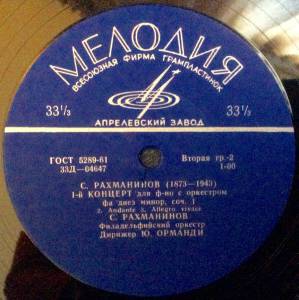 МЕЛОДИЯ
ВСЕСОЮЗНАЯ ФИРМА ГРАМПЛАСТИНОК
33⅓ 33⅓
АПРЕЛЕВСКИЙ ЗАВОД
ГОСТ 5289-61 Вторая гр.-2
33Д—04647 1-00
С. РАХМАНИНОВ (1873—1943)
1-й КОНЦЕРТ для ф-но с оркестром
фа диез минор, соч. 1
2. Andante 3. Allegro vivace
С. РАХМАНИНОВ
Филадельфийский оркестр
Дирижер Ю. ОРМАНДИ